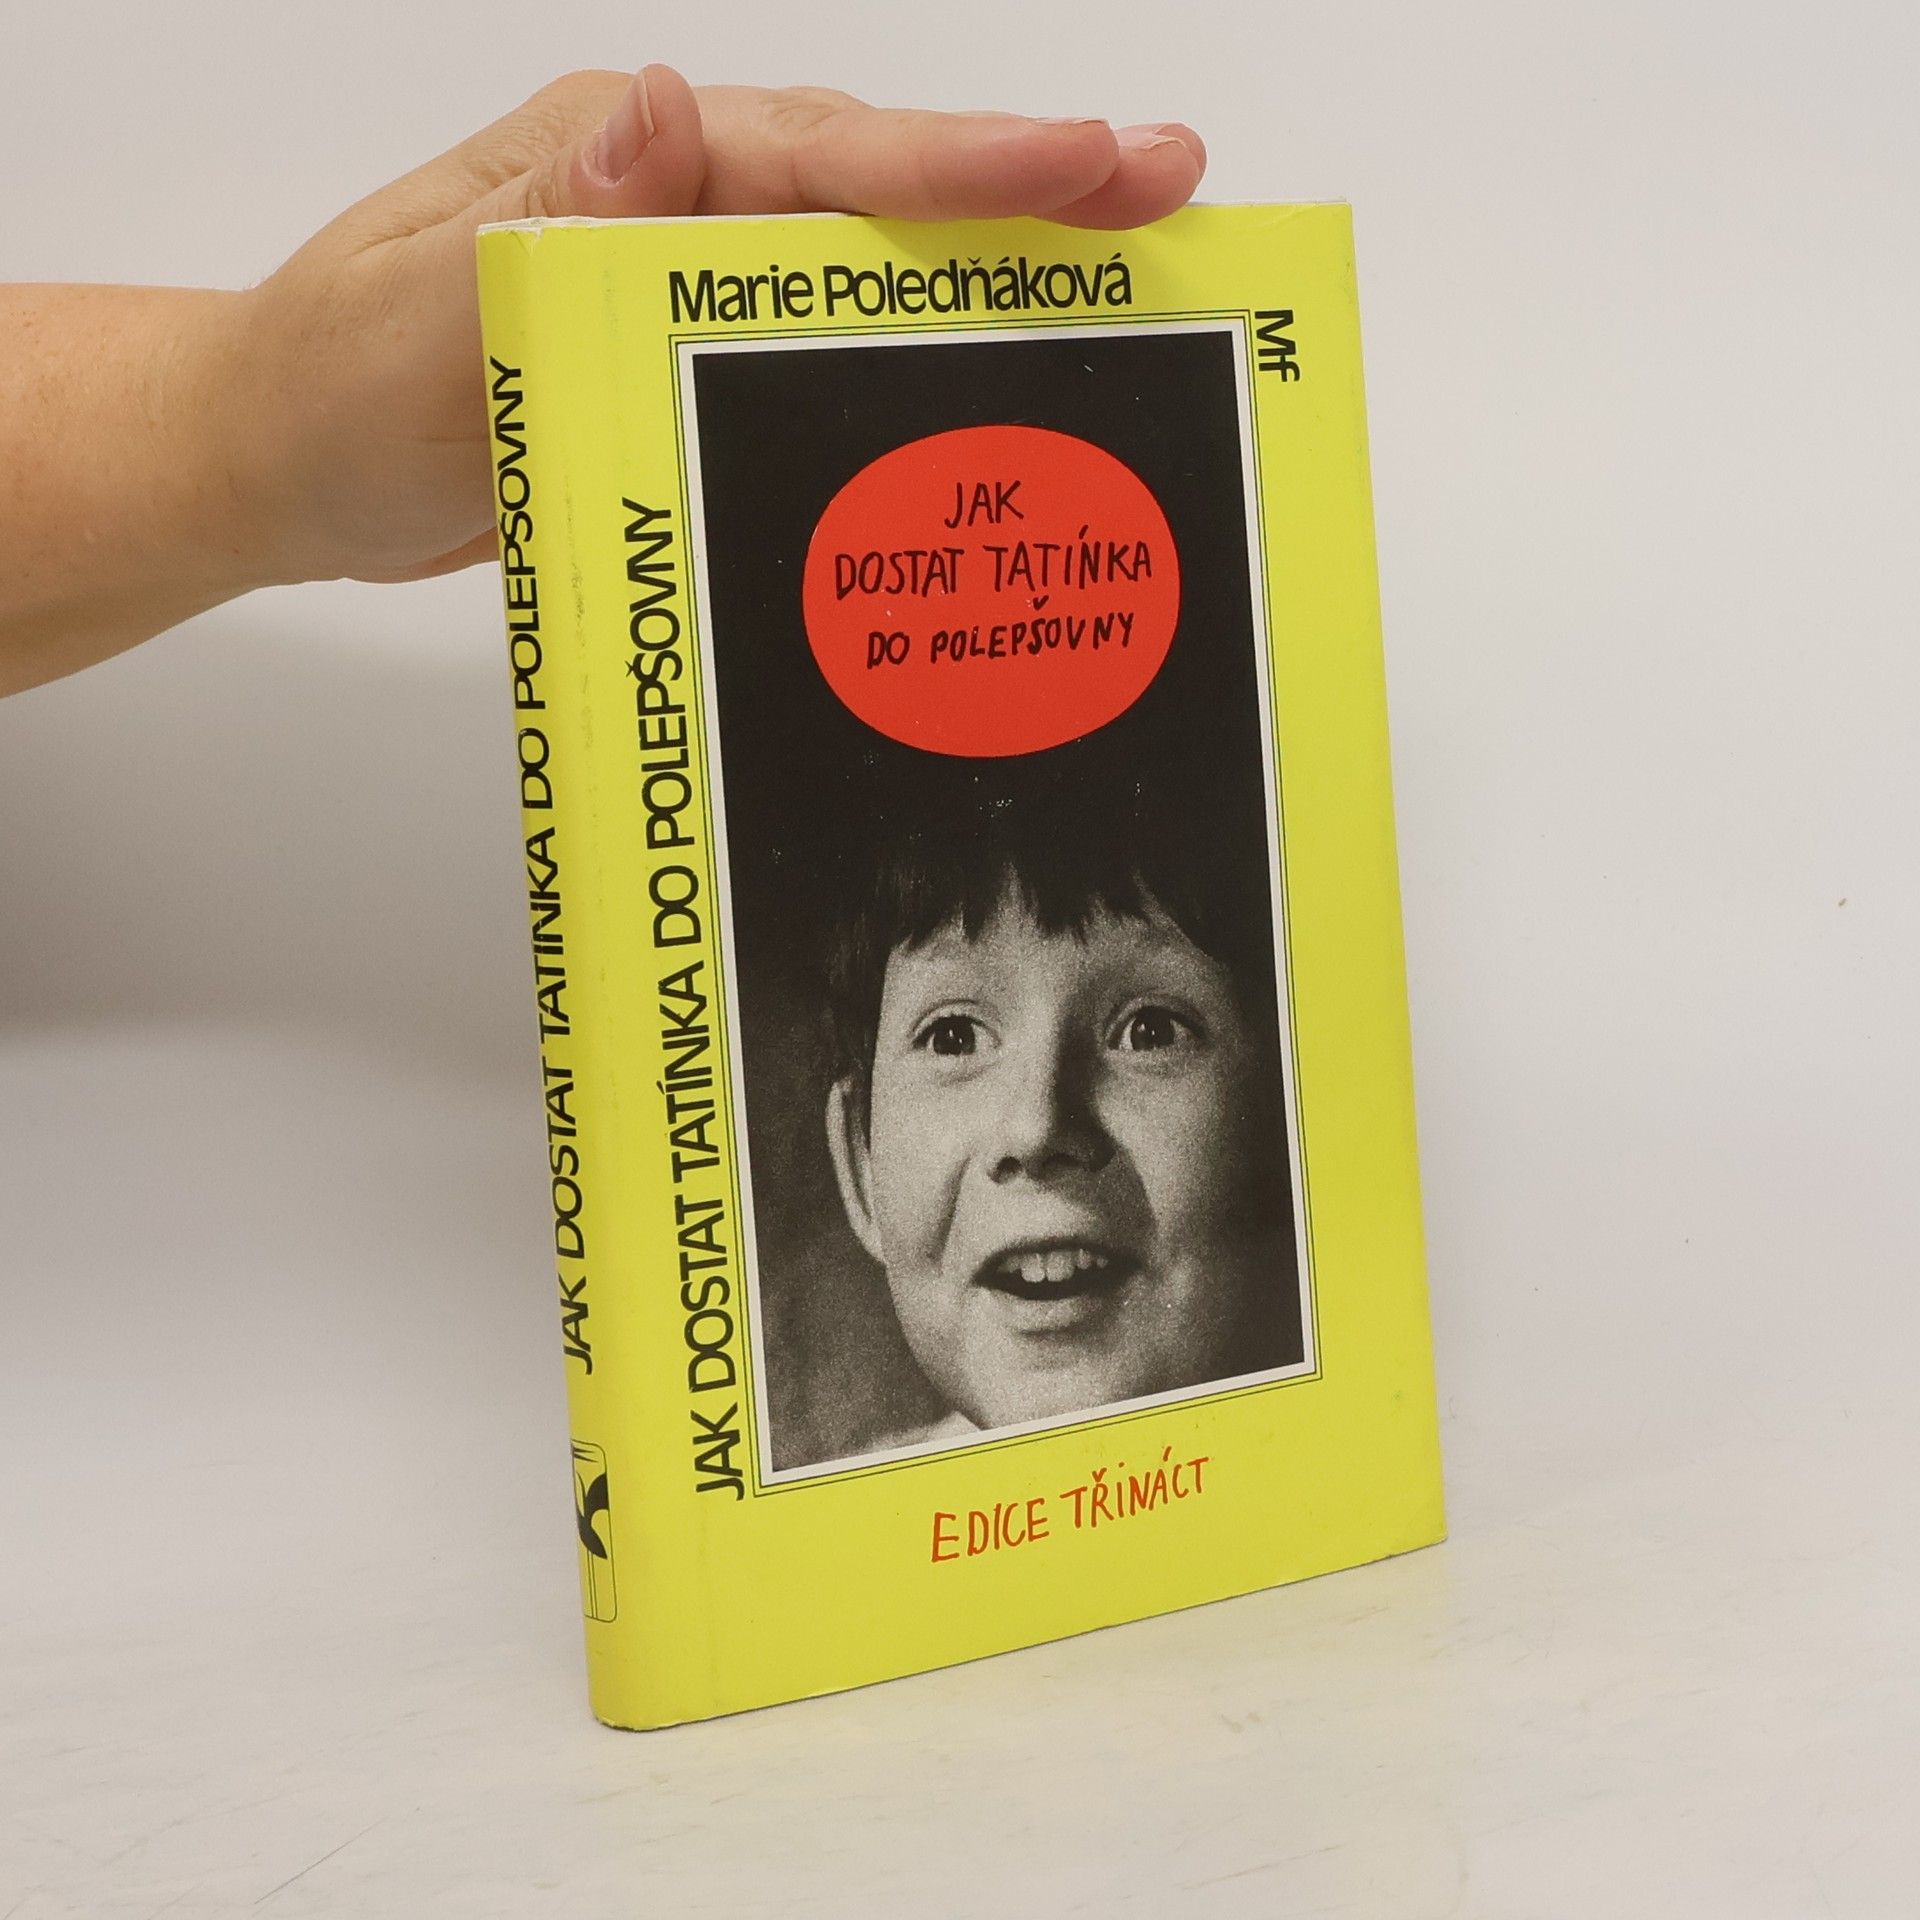 Marie Poledňáková
Mf
JAK
DOSTAT TATÍNKA
DO POLEPŠOVNY
JAK DOSTAT TATÍNKA DO POLEPŠOVNY
JAK DOSTAT TATÍNKA DO POLEPŠOVNY
EDICE TŘINÁCT